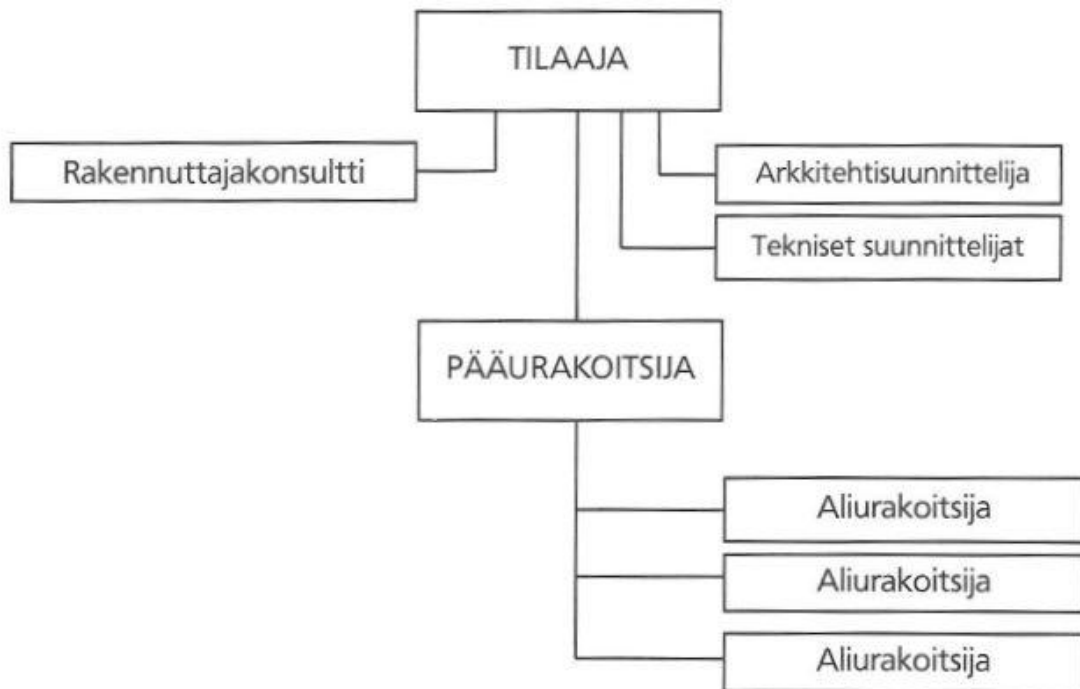 TILAAJA
Rakennuttajakonsultti
Arkkitehtisuunnittelija
Tekniset suunnittelijat
PÄÄURAKOITSIJA
Aliurakoitsija
Aliurakoitsija
Aliurakoitsija